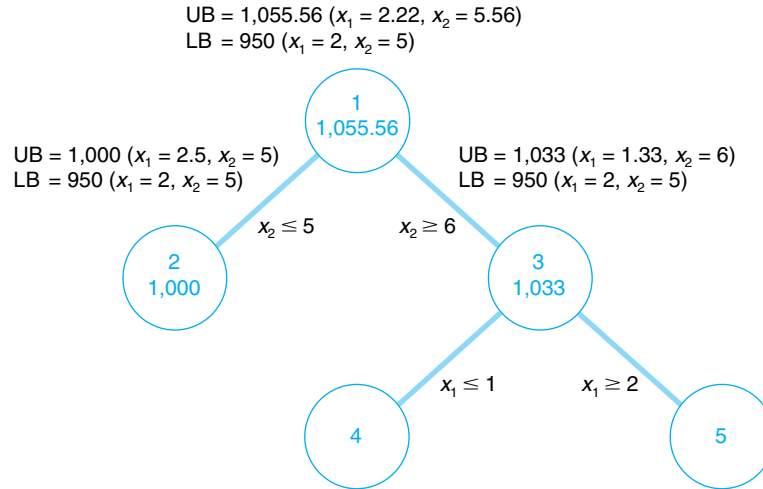 UB = 1,055.56 (x₁ = 2.22, x₂ = 5.56)
LB = 950 (x₁ = 2, x₂ = 5)
1
1,055.56
UB = 1,000 (x₁ = 2.5, x₂ = 5)
LB = 950 (x₁ = 2, x₂ = 5)
UB = 1,033 (x₁ = 1.33, x₂ = 6)
LB = 950 (x₁ = 2, x₂ = 5)
x₂ ≤ 5
x₂ ≥ 6
2
1,000
3
1,033
x₁ ≤ 1
x₁ ≥ 2
4
5